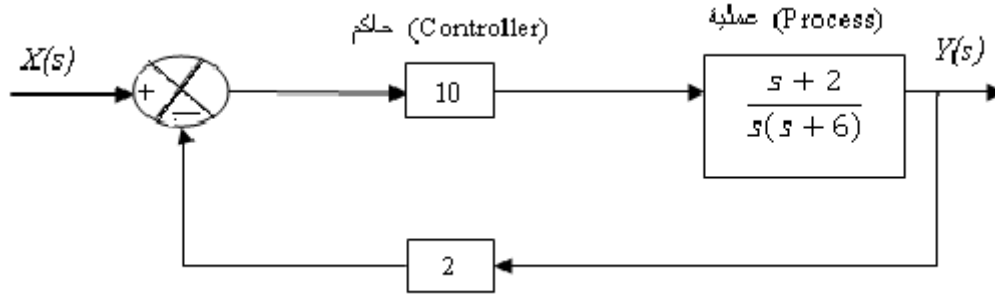 حاكم (Controller)
عملية (Process)
X(s)
Y(s)
+
10
s + 2
s(s + 6)
−
2